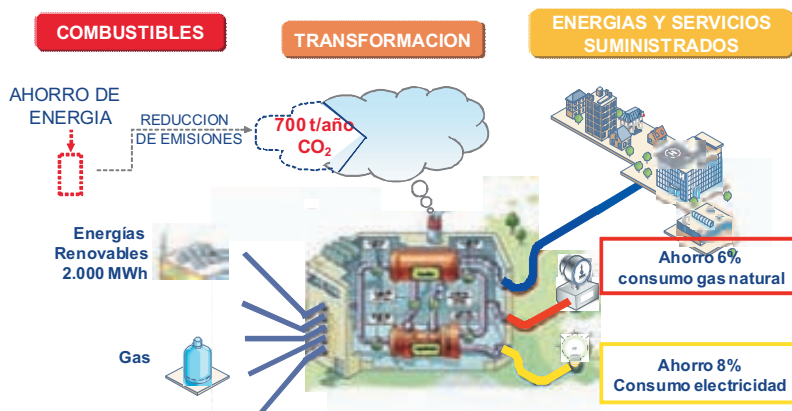 COMBUSTIBLES
TRANSFORMACION
ENERGIAS Y SERVICIOS
SUMINISTRADOS
AHORRO DE
ENERGIA
REDUCCION
DE EMISIONES
700 t/año
CO₂
Energías
Renovables
2.000 MWh
Gas
Ahorro 6%
consumo gas natural
Ahorro 8%
Consumo electricidad